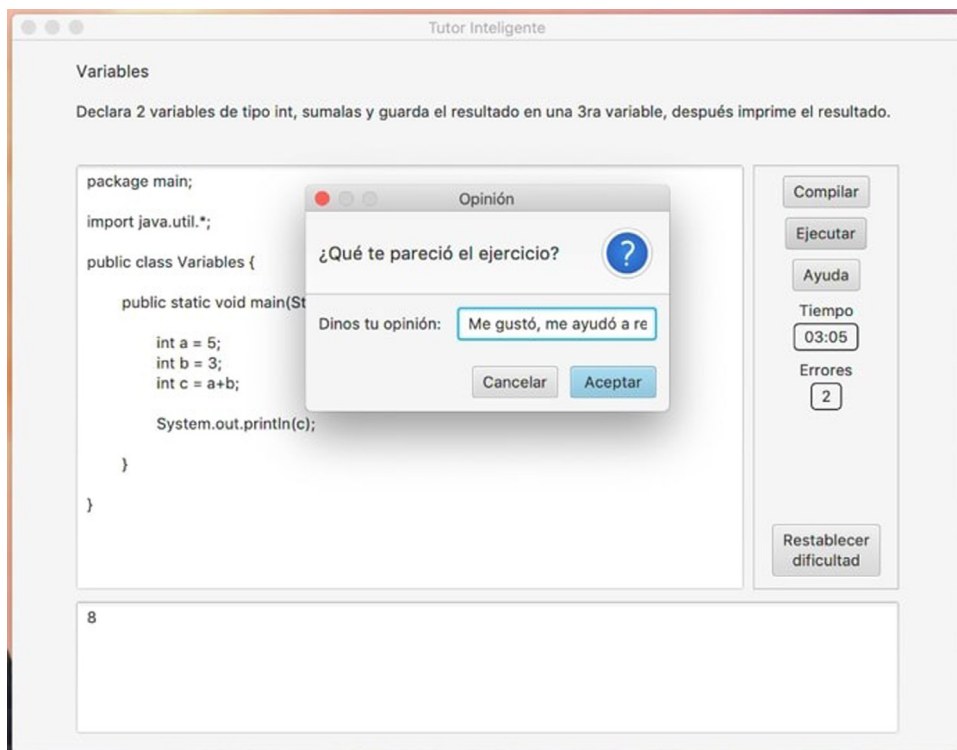 Tutor Inteligente
Variables
Declara 2 variables de tipo int, sumalas y guarda el resultado en una 3ra variable, después imprime el resultado.
package main;
import java.util.*;
public class Variables {
public static void main(St
int a = 5;
int b = 3;
int c = a+b;
System.out.println(c);
}
}
Opinión
¿Qué te pareció el ejercicio?
?
Dinos tu opinión:
Me gustó, me ayudó a re
Cancelar
Aceptar
Compilar
Ejecutar
Ayuda
Tiempo
03:05
Errores
2
Restablecer
dificultad
8